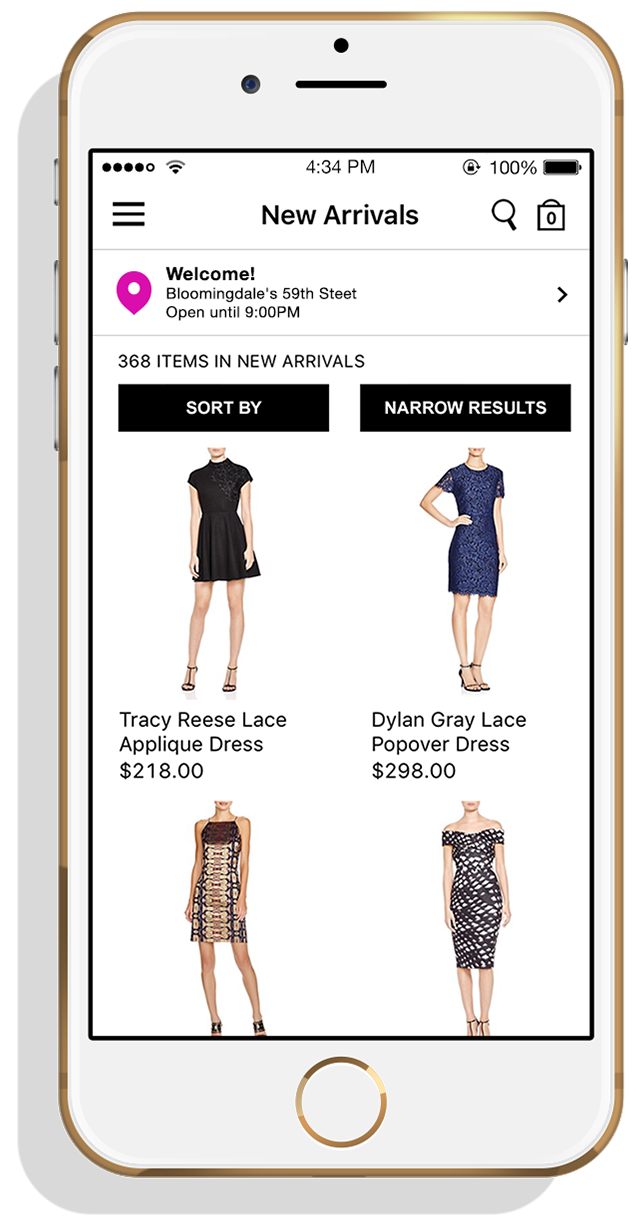 4:34 PM
100%
New Arrivals
0
Welcome!
Bloomingdale's 59th Steet
Open until 9:00PM
368 ITEMS IN NEW ARRIVALS
SORT BY
NARROW RESULTS
Tracy Reese Lace
Applique Dress
$218.00
Dylan Gray Lace
Popover Dress
$298.00